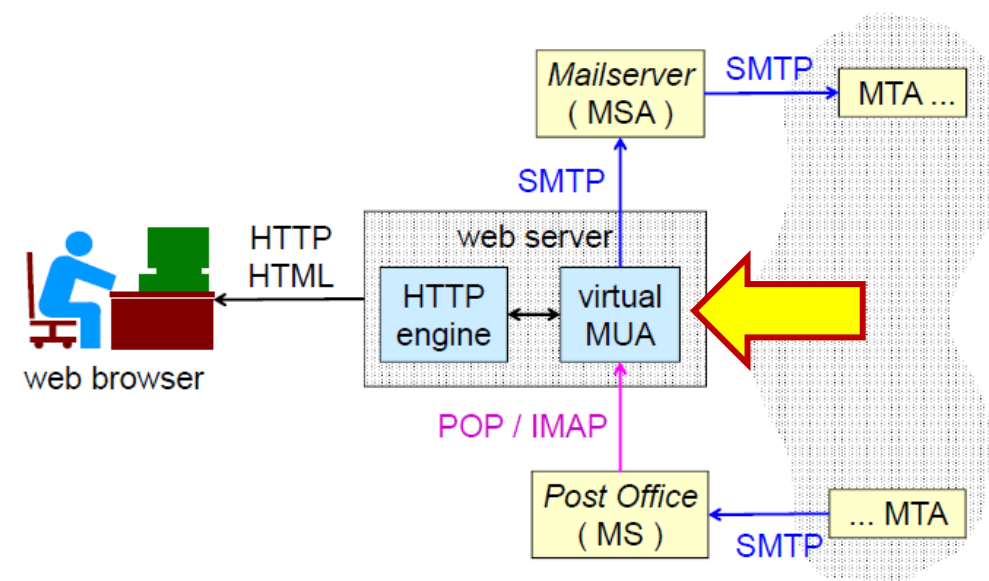 Mailserver
( MSA )
SMTP
MTA ...
SMTP
web server
HTTP
HTML
HTTP
engine
virtual
MUA
web browser
POP / IMAP
Post Office
( MS )
SMTP
... MTA